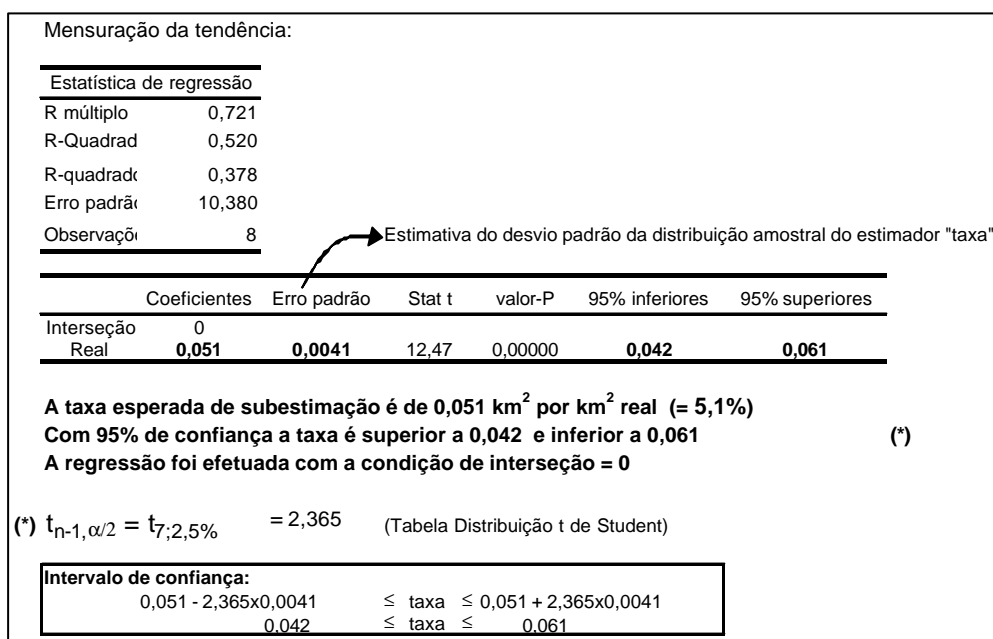 Mensuração da tendência:
Estatística de regressão
R múltiplo 0,721
R-Quadrad 0,520
R-quadrado 0,378
Erro padrão 10,380
Observaçõe 8
Estimativa do desvio padrão da distribuição amostral do estimador "taxa"
Coeficientes Erro padrão Stat t valor-P 95% inferiores 95% superiores
Interseção 0
Real 0,051 0,0041 12,47 0,00000 0,042 0,061
A taxa esperada de subestimação é de 0,051 km² por km² real (= 5,1%)
Com 95% de confiança a taxa é superior a 0,042 e inferior a 0,061 (*)
A regressão foi efetuada com a condição de interseção = 0
(*) tn-1,α/2 = t7;2,5% = 2,365 (Tabela Distribuição t de Student)
Intervalo de confiança:
0,051 - 2,365x0,0041 ≤ taxa ≤ 0,051 + 2,365x0,0041
0,042 ≤ taxa ≤ 0,061